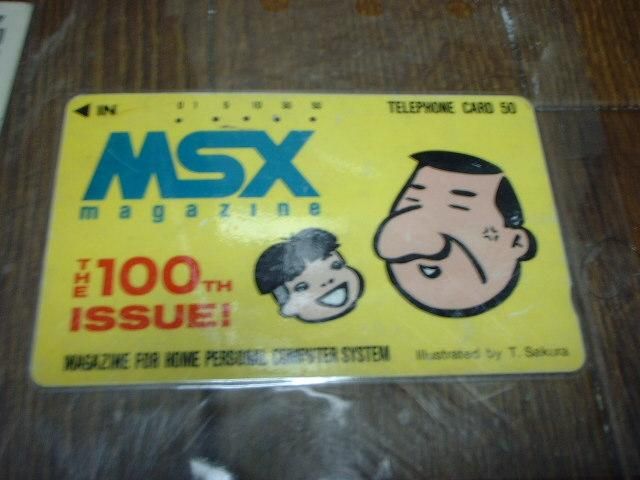 ◀ IN
0 1 5 10 30 50
TELEPHONE CARD 50
MSX
magazine
THE 100TH
ISSUE!
MAGAZINE FOR HOME PERSONAL COMPUTER SYSTEM
Illustrated by T. Sakura